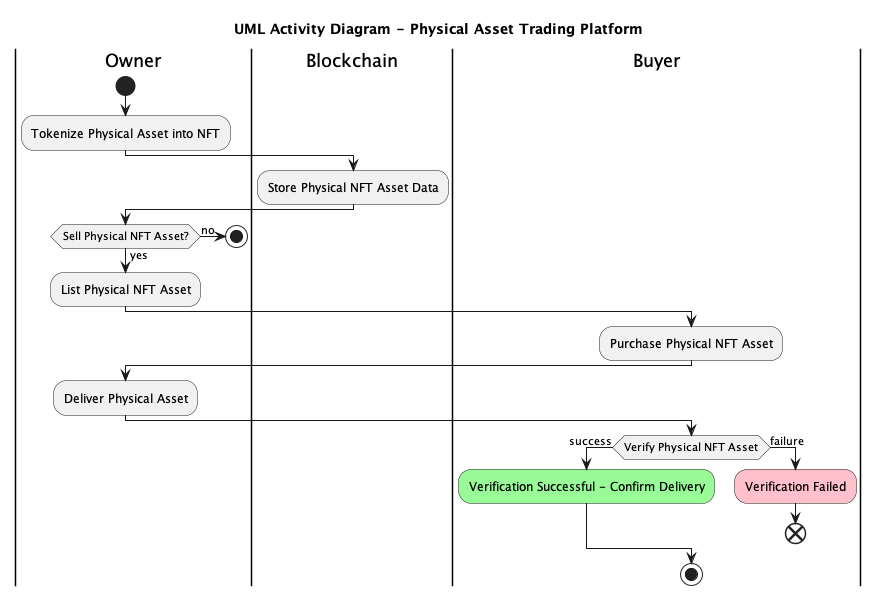 UML Activity Diagram - Physical Asset Trading Platform
Owner
Blockchain
Buyer
Tokenize Physical Asset into NFT
Store Physical NFT Asset Data
Sell Physical NFT Asset?
no
yes
List Physical NFT Asset
Purchase Physical NFT Asset
Deliver Physical Asset
success
Verify Physical NFT Asset
failure
Verification Successful - Confirm Delivery
Verification Failed